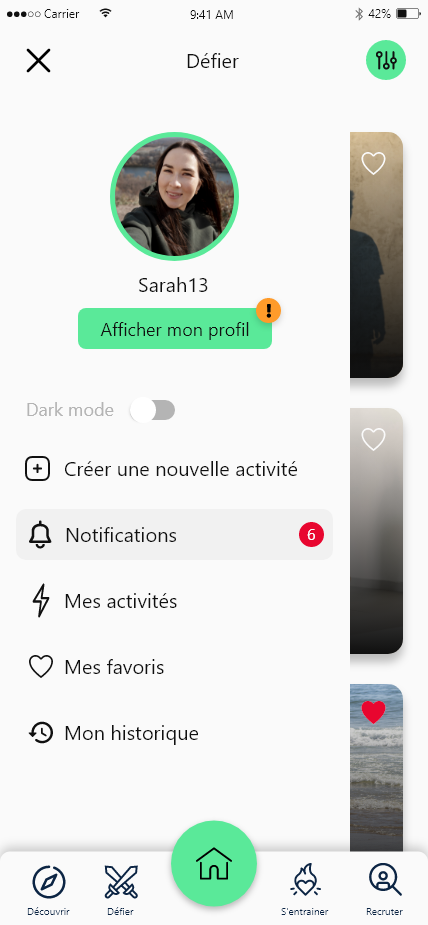 Carrier 9:41 AM 42%
Défier
Sarah13
Afficher mon profil
!
Dark mode
Créer une nouvelle activité
Notifications 6
Mes activités
Mes favoris
Mon historique
Découvrir Défier S'entrainer Recruter